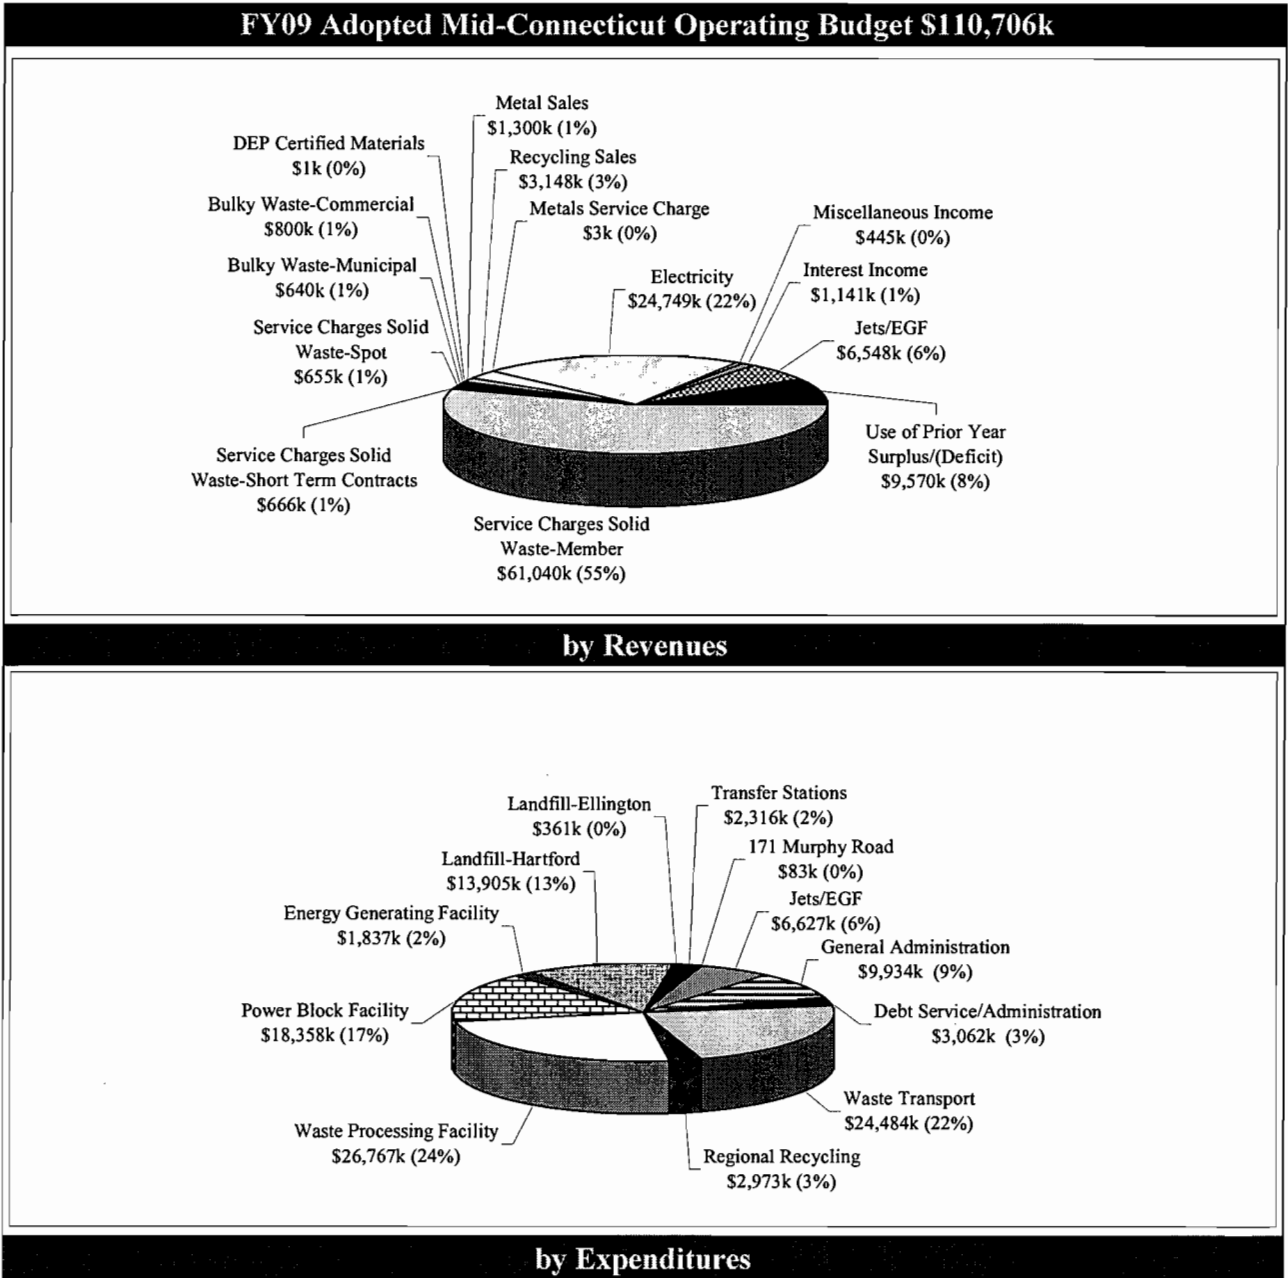 FY09 Adopted Mid-Connecticut Operating Budget $110,706k
Metal Sales
$1,300k (1%)
DEP Certified Materials
$1k (0%)
Recycling Sales
$3,148k (3%)
Bulky Waste-Commercial
$800k (1%)
Metals Service Charge
$3k (0%)
Miscellaneous Income
$445k (0%)
Bulky Waste-Municipal
$640k (1%)
Electricity
$24,749k (22%)
Interest Income
$1,141k (1%)
Service Charges Solid
Waste-Spot
$655k (1%)
Jets/EGF
$6,548k (6%)
Service Charges Solid
Waste-Short Term Contracts
$666k (1%)
Use of Prior Year
Surplus/(Deficit)
$9,570k (8%)
Service Charges Solid
Waste-Member
$61,040k (55%)
by Revenues
Landfill-Ellington
$361k (0%)
Transfer Stations
$2,316k (2%)
Landfill-Hartford
$13,905k (13%)
171 Murphy Road
$83k (0%)
Jets/EGF
$6,627k (6%)
Energy Generating Facility
$1,837k (2%)
General Administration
$9,934k (9%)
Power Block Facility
$18,358k (17%)
Debt Service/Administration
$3,062k (3%)
Waste Transport
$24,484k (22%)
Waste Processing Facility
$26,767k (24%)
Regional Recycling
$2,973k (3%)
by Expenditures